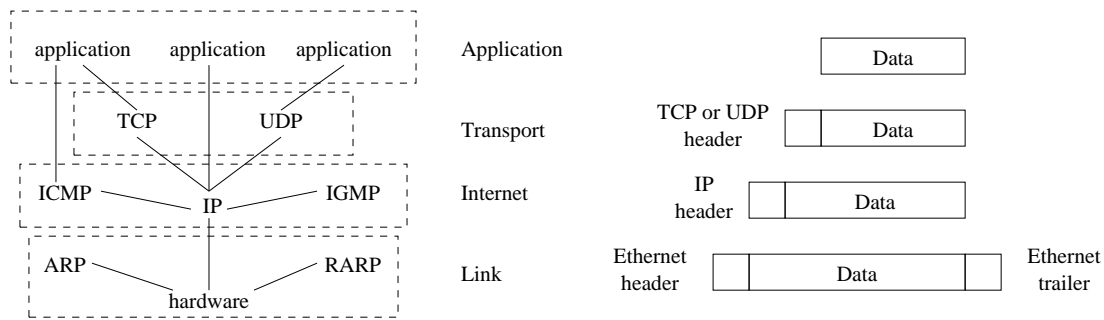 application application application Application Data
TCP UDP Transport TCP or UDP header Data
ICMP IP IGMP Internet IP header Data
ARP RARP hardware Link Ethernet header Data Ethernet trailer